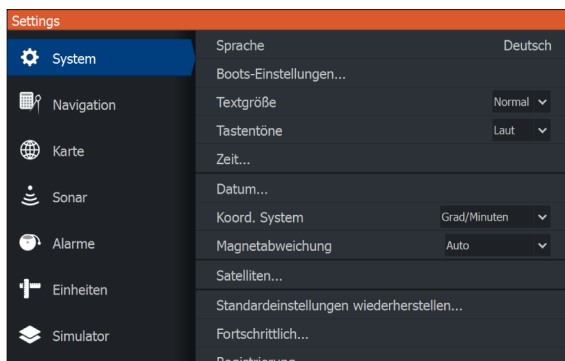 Settings
System
Navigation
Karte
Sonar
Alarme
Einheiten
Simulator
Sprache Deutsch
Boots-Einstellungen...
Textgröße Normal
Tastentöne Laut
Zeit...
Datum...
Koord. System Grad/Minuten
Magnetabweichung Auto
Satelliten...
Standardeinstellungen wiederherstellen...
Fortschrittlich...
Registrierung